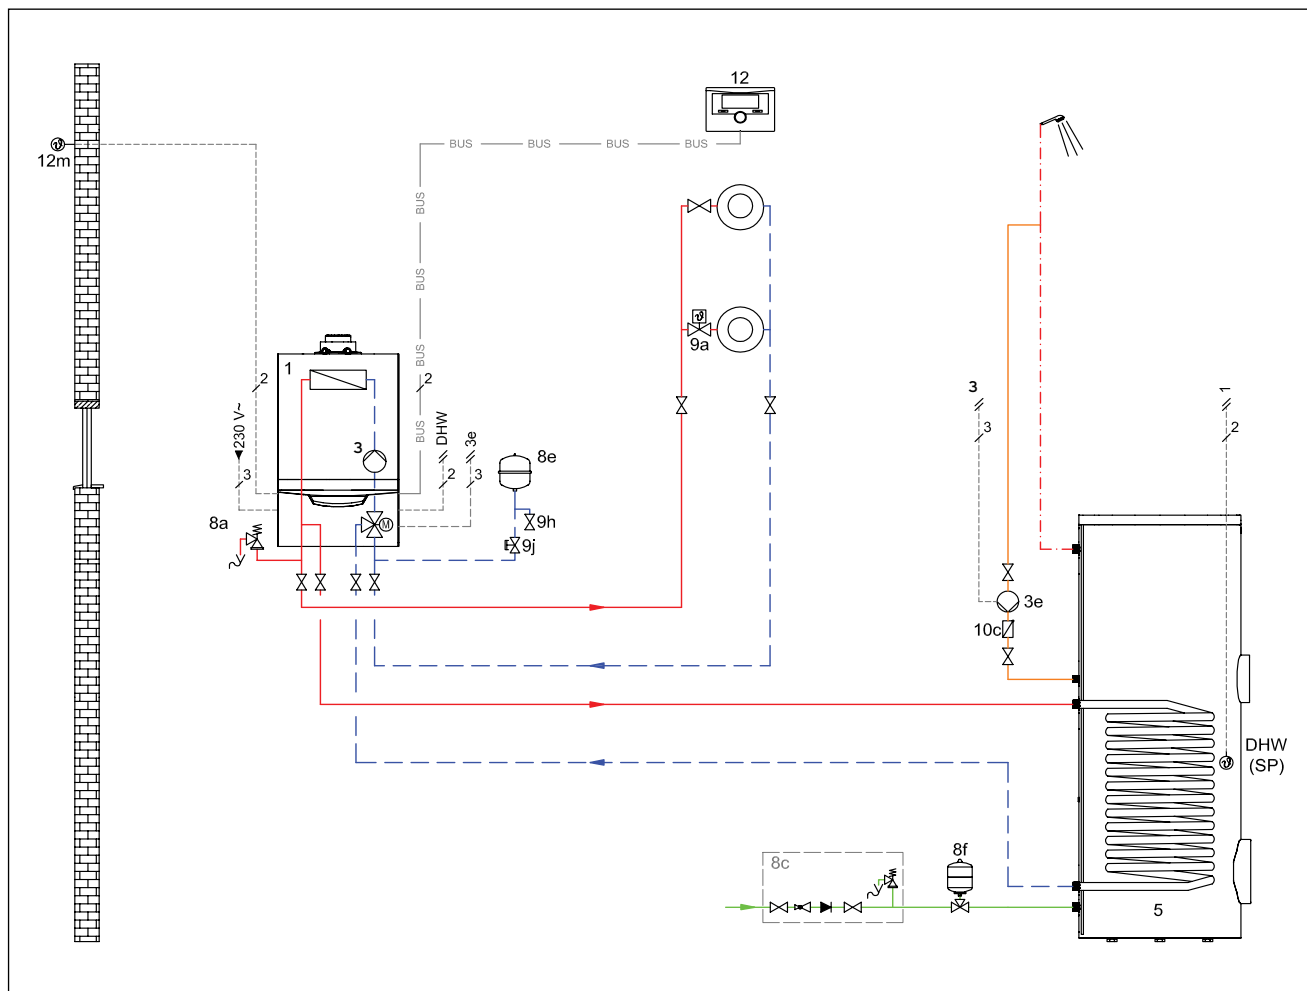 12
BUS BUS BUS BUS
12m
BUS
BUS
9a
BUS
1
2
2
3
1
230 V~
DHW
3e
3
2
BUS
3
8e
3
2
3
8a
M
9h
9j
3e
10c
DHW
(SP)
8c
8f
5